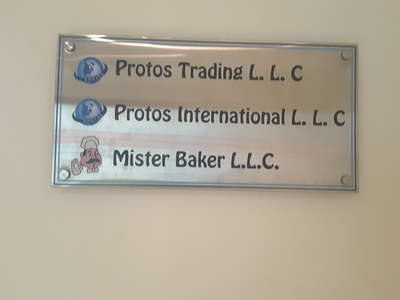 Protos Trading L. L. C
Protos International L. L. C
Mister Baker L.L.C.